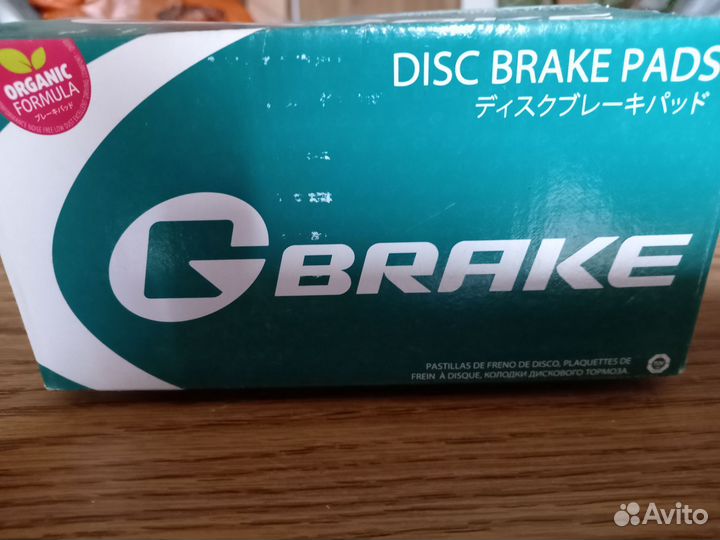 ORGANIC
FORMULA
ブレーキパッド
DISC BRAKE PADS
ディスクブレーキパッド
G BRAKE
PASTILLAS DE FRENO DE DISCO, PLAQUETTES DE
FREIN À DISQUE, КОЛОДКИ ДИСКОВОГО ТОРМОЗА.
Avito